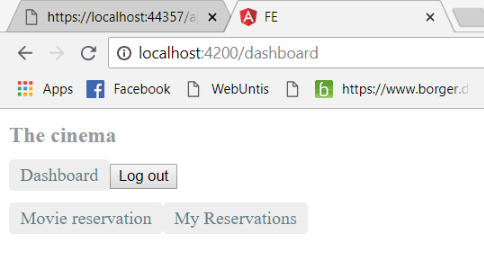 https://localhost:44357/a
FE
localhost:4200/dashboard
Apps Facebook WebUntis https://www.borger.d
The cinema
Dashboard Log out
Movie reservation My Reservations